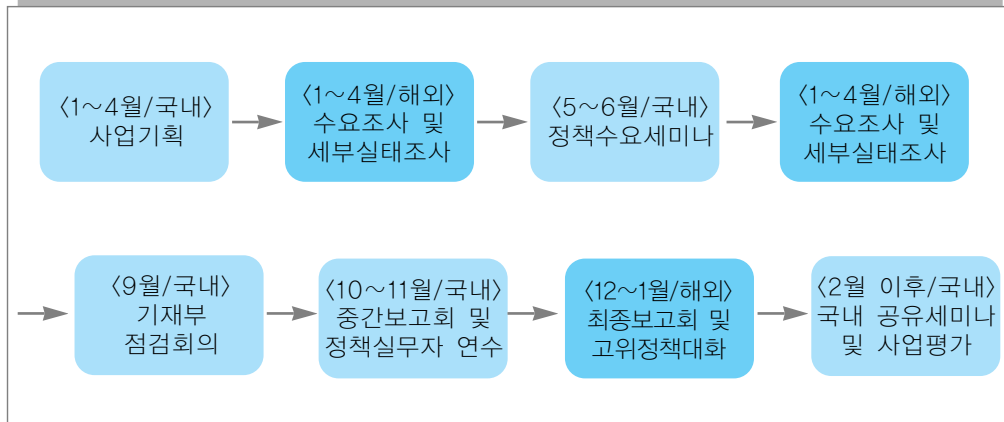 〈1～4월/국내〉
사업기획
〈1～4월/해외〉
수요조사 및
세부실태조사
〈5～6월/국내〉
정책수요세미나
〈1～4월/해외〉
수요조사 및
세부실태조사
〈9월/국내〉
기재부
점검회의
〈10～11월/국내〉
중간보고회 및
정책실무자 연수
〈12～1월/해외〉
최종보고회 및
고위정책대화
〈2월 이후/국내〉
국내 공유세미나
및 사업평가